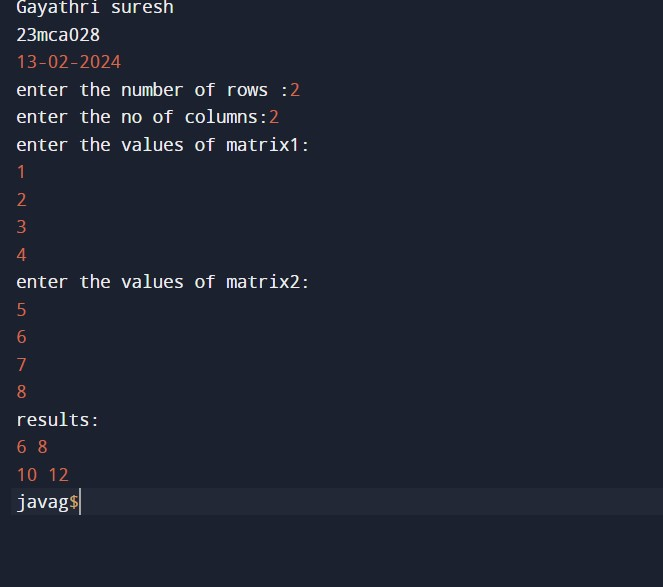 Gayathri suresh
23mca028
13-02-2024
enter the number of rows :2
enter the no of columns:2
enter the values of matrix1:
1
2
3
4
enter the values of matrix2:
5
6
7
8
results:
6 8
10 12
javag$